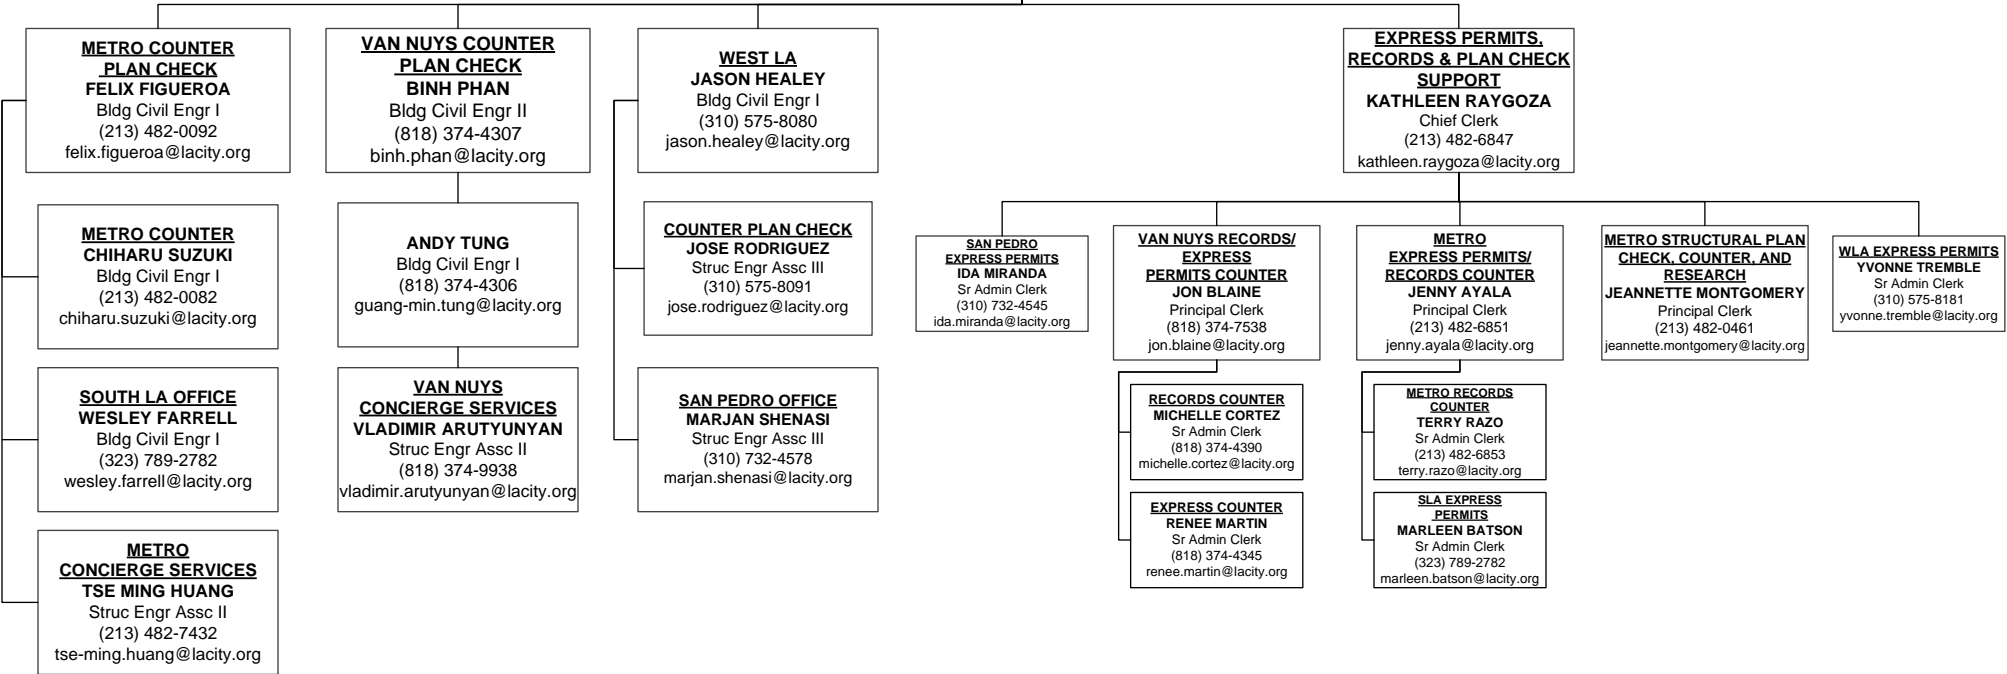 METRO COUNTER
PLAN CHECK
FELIX FIGUEROA
Bldg Civil Engr I
(213) 482-0092
felix.figueroa@lacity.org
METRO COUNTER
CHIHARU SUZUKI
Bldg Civil Engr I
(213) 482-0082
chiharu.suzuki@lacity.org
SOUTH LA OFFICE
WESLEY FARRELL
Bldg Civil Engr I
(323) 789-2782
wesley.farrell@lacity.org
METRO
CONCIERGE SERVICES
TSE MING HUANG
Struc Engr Assc II
(213) 482-7432
tse-ming.huang@lacity.org
VAN NUYS COUNTER
PLAN CHECK
BINH PHAN
Bldg Civil Engr II
(818) 374-4307
binh.phan@lacity.org
ANDY TUNG
Bldg Civil Engr I
(818) 374-4306
guang-min.tung@lacity.org
VAN NUYS
CONCIERGE SERVICES
VLADIMIR ARUTYUNYAN
Struc Engr Assc II
(818) 374-9938
vladimir.arutyunyan@lacity.org
WEST LA
JASON HEALEY
Bldg Civil Engr I
(310) 575-8080
jason.healey@lacity.org
COUNTER PLAN CHECK
JOSE RODRIGUEZ
Struc Engr Assc III
(310) 575-8091
jose.rodriguez@lacity.org
SAN PEDRO OFFICE
MARJAN SHENASI
Struc Engr Assc III
(310) 732-4578
marjan.shenasi@lacity.org
EXPRESS PERMITS,
RECORDS & PLAN CHECK
SUPPORT
KATHLEEN RAYGOZA
Chief Clerk
(213) 482-6847
kathleen.raygoza@lacity.org
SAN PEDRO
EXPRESS PERMITS
IDA MIRANDA
Sr Admin Clerk
(310) 732-4545
ida.miranda@lacity.org
VAN NUYS RECORDS/
EXPRESS
PERMITS COUNTER
JON BLAINE
Principal Clerk
(818) 374-7538
jon.blaine@lacity.org
RECORDS COUNTER
MICHELLE CORTEZ
Sr Admin Clerk
(818) 374-4390
michelle.cortez@lacity.org
EXPRESS COUNTER
RENEE MARTIN
Sr Admin Clerk
(818) 374-4345
renee.martin@lacity.org
METRO
EXPRESS PERMITS/
RECORDS COUNTER
JENNY AYALA
Principal Clerk
(213) 482-6851
jenny.ayala@lacity.org
METRO RECORDS
COUNTER
TERRY RAZO
Sr Admin Clerk
(213) 482-6853
terry.razo@lacity.org
SLA EXPRESS
PERMITS
MARLEEN BATSON
Sr Admin Clerk
(323) 789-2782
marleen.batson@lacity.org
METRO STRUCTURAL PLAN
CHECK, COUNTER, AND
RESEARCH
JEANNETTE MONTGOMERY
Principal Clerk
(213) 482-0461
jeannette.montgomery@lacity.org
WLA EXPRESS PERMITS
YVONNE TREMBLE
Sr Admin Clerk
(310) 575-8181
yvonne.tremble@lacity.org